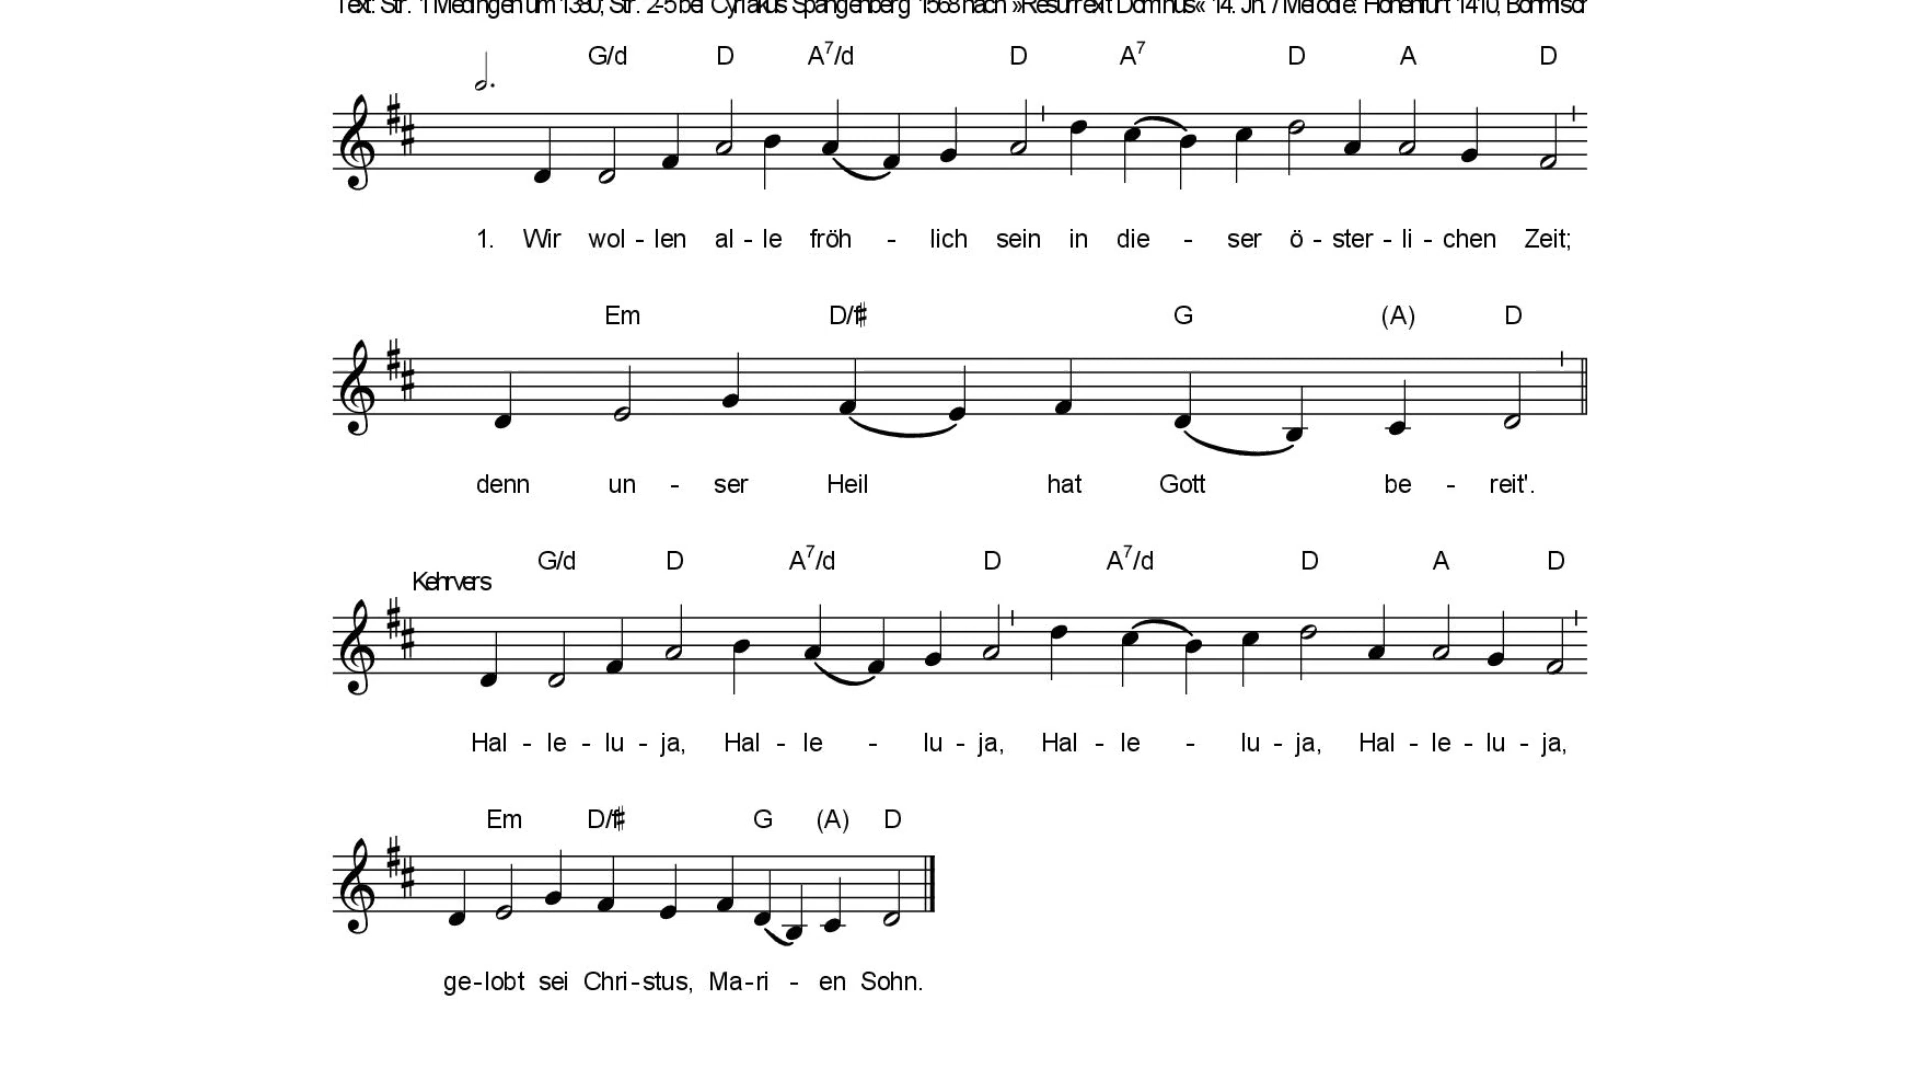 Text: Str. 1 Medingen um 1380; Str. 2-5 bei Cyriakus Spangenberg 1568 nach »Resurrexit Dominus« 14. Jh. / Melodie: Hohenfurt 1410, Böhmisch
G/d D A7/d D A7 D A D
1. Wir wol - len al - le fröh - lich sein in die - ser ö - ster - li - chen Zeit;
Em D/f♯ G (A) D
denn un - ser Heil hat Gott be - reit'.
G/d D A7/d D A7/d D A D
Kehrvers
Hal - le - lu - ja, Hal - le - lu - ja, Hal - le - lu - ja, Hal - le - lu - ja,
Em D/f♯ G (A) D
ge-lobt sei Chri-stus, Ma-ri - en Sohn.